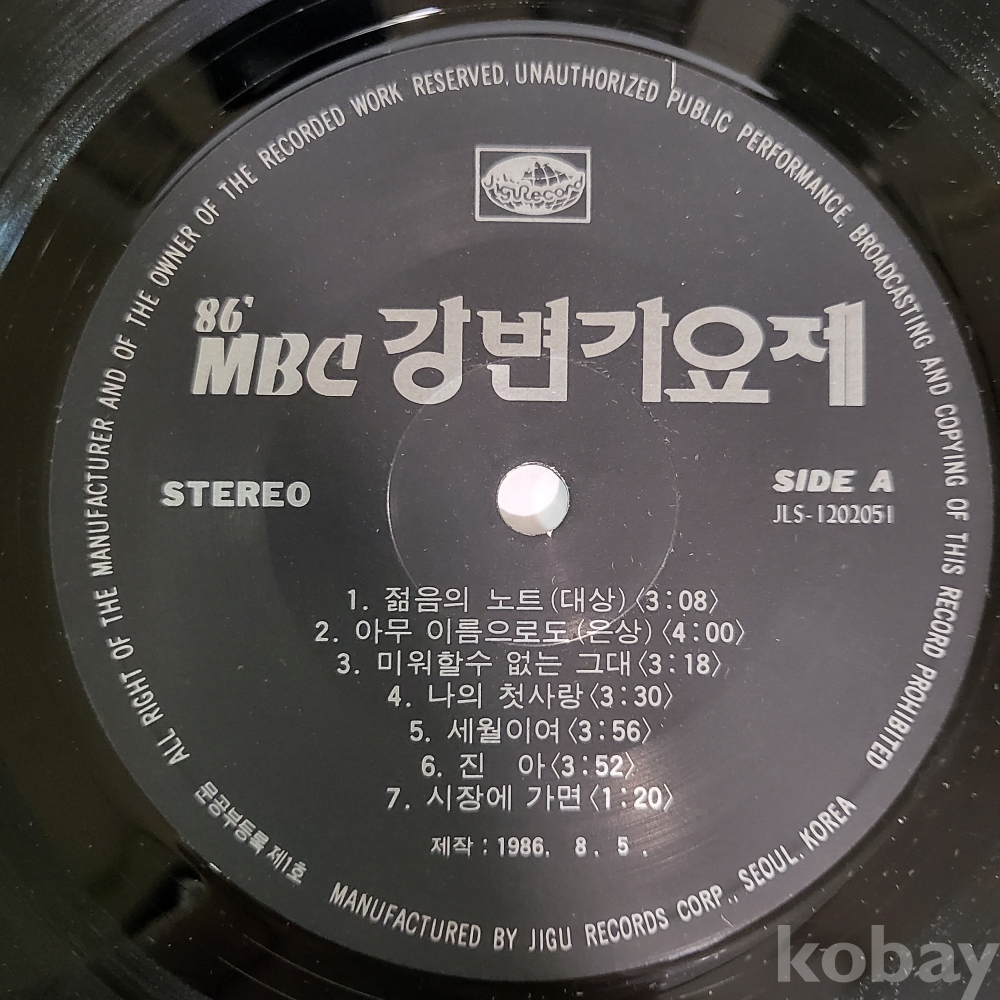 ALL RIGHT OF THE MANUFACTURER AND OF THE OWNER OF THE RECORDED WORK RESERVED, UNAUTHORIZED PUBLIC PERFORMANCE, BROADCASTING AND COPYING OF THIS RECORD PROHIBITED
JiguRecord
86'
MBC 강변가요제
STEREO
SIDE A
JLS-1202051
1. 젊음의 노트(대상)〈3:08〉
2. 아무 이름으로도(은상)〈4:00〉
3. 미워할수 없는 그대〈3:18〉
4. 나의 첫사랑〈3:30〉
5. 세월이여〈3:56〉
6. 진 아〈3:52〉
7. 시장에 가면〈1:20〉
제작 : 1986. 8. 5.
문공부등록 제1호
MANUFACTURED BY JIGU RECORDS CORP., SEOUL, KOREA
kobay